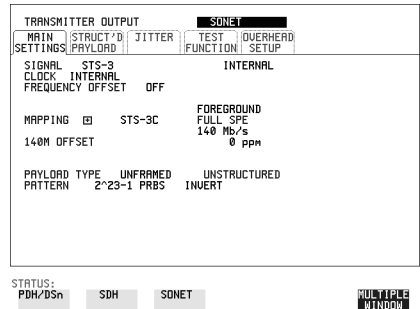 TRANSMITTER OUTPUT SONET
MAIN SETTINGS STRUCT'D PAYLOAD JITTER TEST FUNCTION OVERHEAD SETUP
SIGNAL STS-3 INTERNAL
CLOCK INTERNAL
FREQUENCY OFFSET OFF
FOREGROUND
MAPPING + STS-3C FULL SPE
140 Mb/s
140M OFFSET 0 ppm
PAYLOAD TYPE UNFRAMED UNSTRUCTURED
PATTERN 2^23-1 PRBS INVERT
STATUS:
PDH/DSn SDH SONET MULTIPLE WINDOW